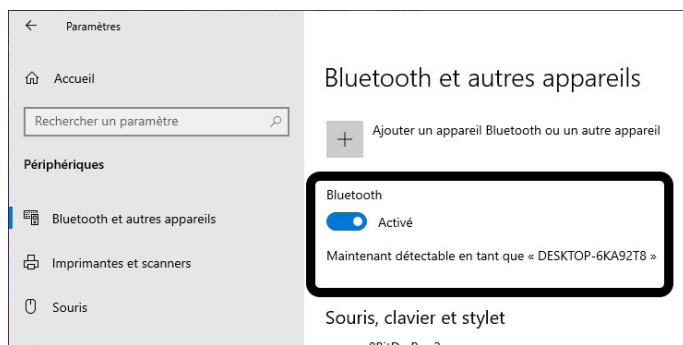 Paramètres
Accueil
Rechercher un paramètre
Périphériques
Bluetooth et autres appareils
Imprimantes et scanners
Souris
Bluetooth et autres appareils
Ajouter un appareil Bluetooth ou un autre appareil
Bluetooth
Activé
Maintenant détectable en tant que « DESKTOP-6KA92T8 »
Souris, clavier et stylet